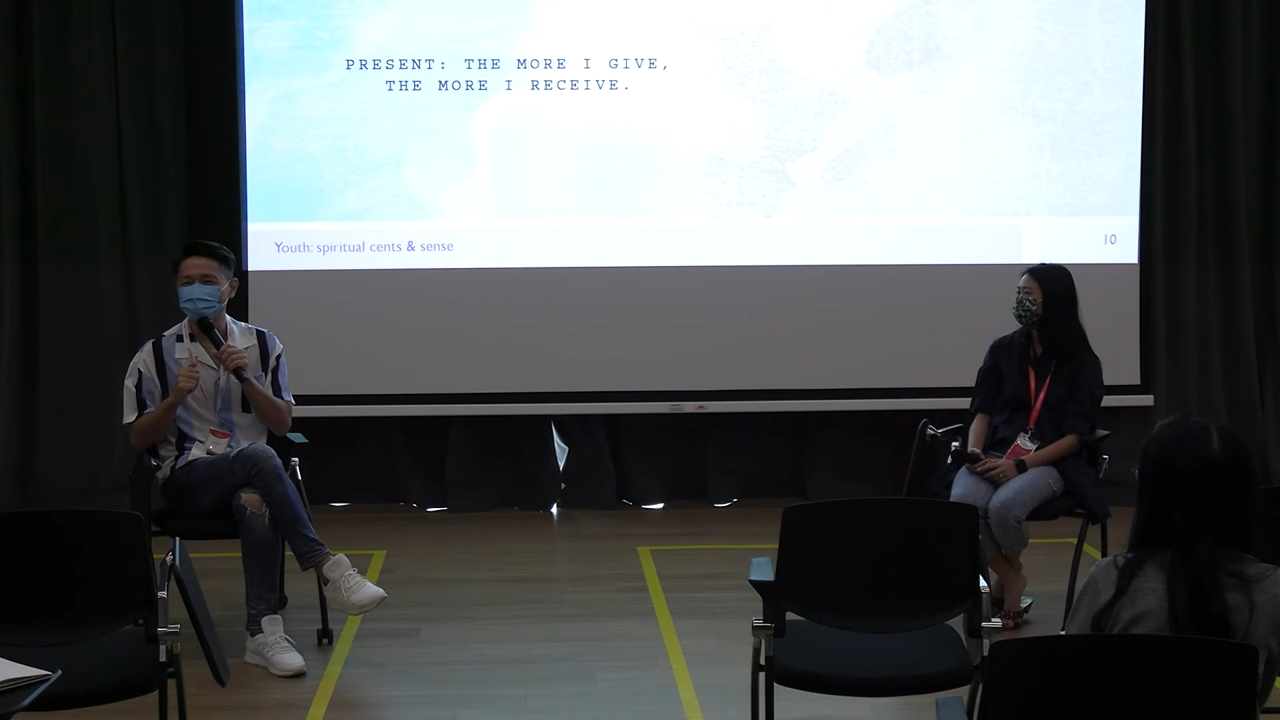 PRESENT: THE MORE I GIVE,
THE MORE I RECEIVE.
Youth: spiritual cents & sense
10